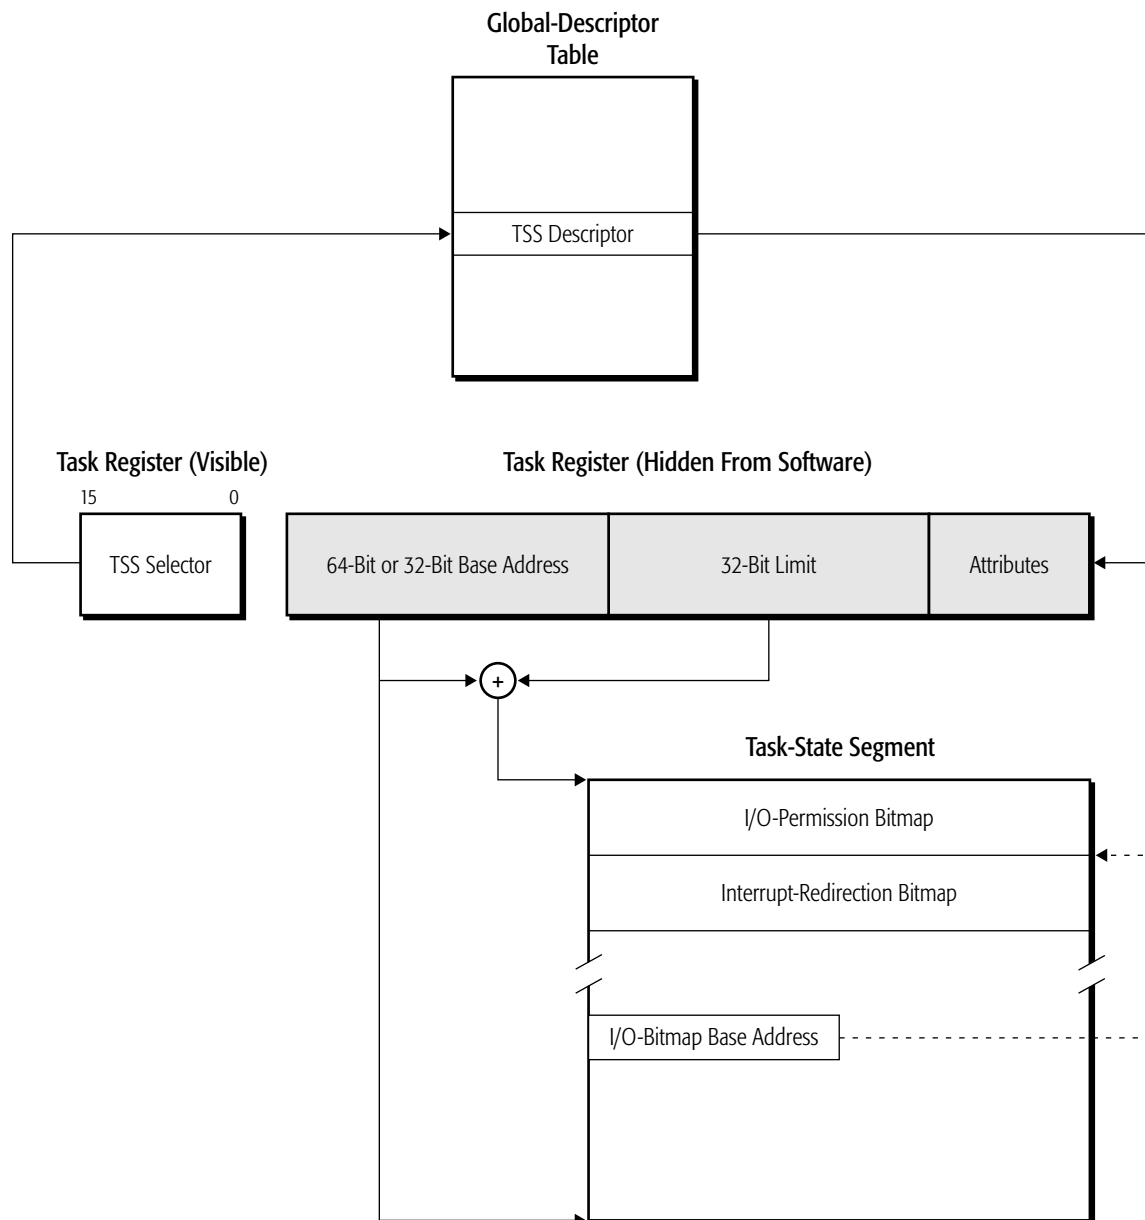 Global-Descriptor
Table
TSS Descriptor
Task Register (Visible)
Task Register (Hidden From Software)
15 0
TSS Selector
64-Bit or 32-Bit Base Address
32-Bit Limit
Attributes
+
Task-State Segment
I/O-Permission Bitmap
Interrupt-Redirection Bitmap
I/O-Bitmap Base Address